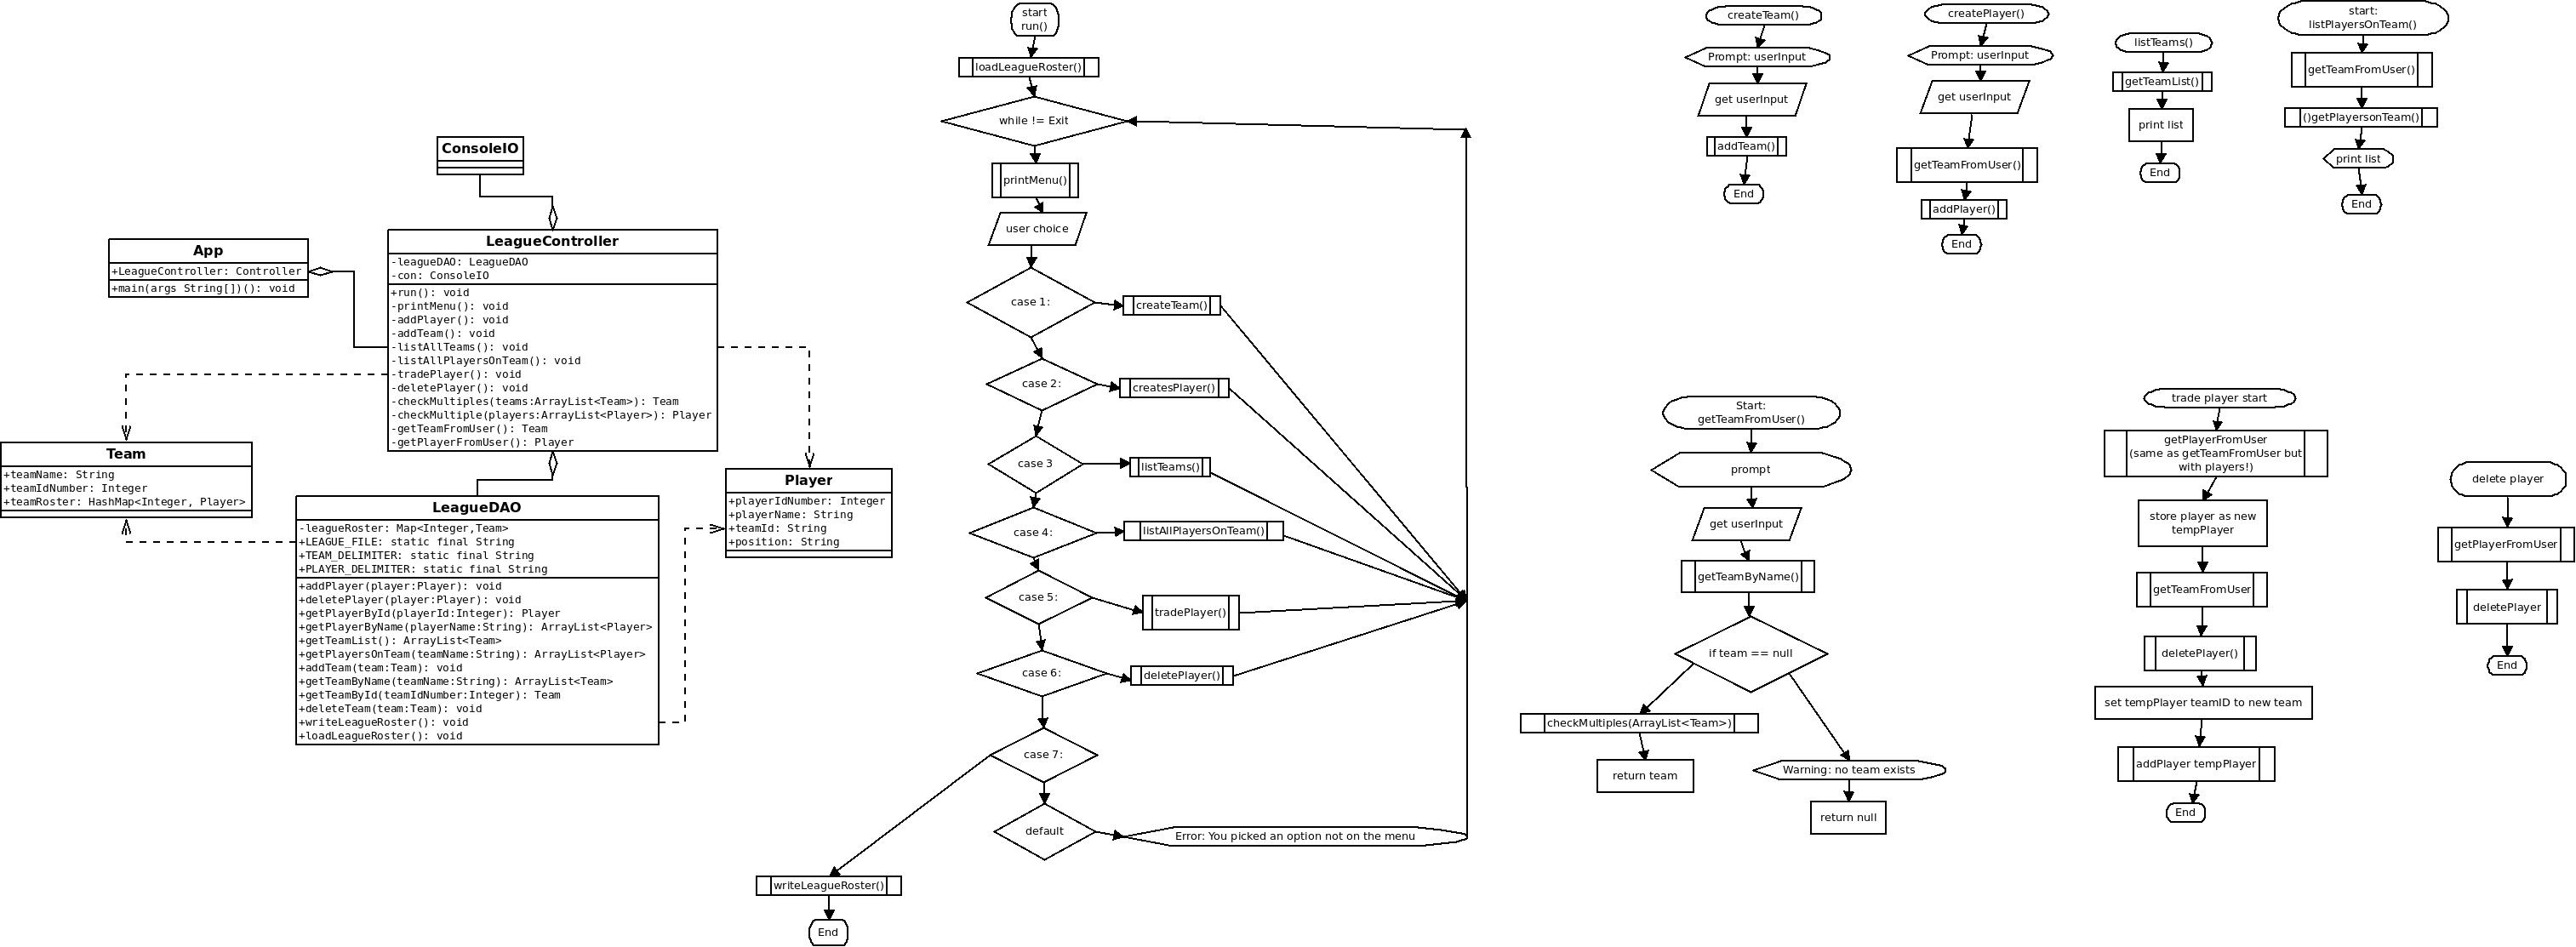 ConsoleIO
App
+LeagueController: Controller
+main(args String[])(): void
LeagueController
-leagueDAO: LeagueDAO
-con: ConsoleIO
+run(): void
-printMenu(): void
-addPlayer(): void
-addTeam(): void
-listAllTeams(): void
-listAllPLayersOnTeam(): void
-tradePlayer(): void
-deletePlayer(): void
-checkMultiples(teams:ArrayList<Team>): Team
-checkMultiple(players:ArrayList<Player>): Player
-getTeamFromUser(): Team
-getPlayerFromUser(): Player
Team
+teamName: String
+teamIdNumber: Integer
+teamRoster: HashMap<Integer, Player>
LeagueDAO
-leagueRoster: Map<Integer,Team>
+LEAGUE_FILE: static final String
+TEAM_DELIMITER: static final String
+PLAYER_DELIMITER: static final String
+addPlayer(player:Player): void
+deletePlayer(player:Player): void
+getPlayerById(playerId:Integer): Player
+getPlayerByName(playerName:String): ArrayList<Player>
+getTeamList(): ArrayList<Team>
+getPlayersOnTeam(teamName:String): ArrayList<Player>
+addTeam(team:Team): void
+getTeamByName(teamName:String): ArrayList<Team>
+getTeamById(teamIdNumber:Integer): Team
+deleteTeam(team:Team): void
+writeLeagueRoster(): void
+loadLeagueRoster(): void
Player
+playerIdNumber: Integer
+playerName: String
+teamId: String
+position: String
start
run()
loadLeagueRoster()
while != Exit
printMenu()
user choice
case 1:
createTeam()
case 2:
createsPlayer()
case 3
listTeams()
case 4:
listAllPlayersOnTeam()
case 5:
tradePlayer()
case 6:
deletePlayer()
case 7:
default
Error: You picked an option not on the menu
writeLeagueRoster()
End
createTeam()
Prompt: userInput
get userInput
addTeam()
End
createPlayer()
Prompt: userInput
get userInput
getTeamFromUser()
addPlayer()
End
listTeams()
getTeamList()
print list
End
start:
listPlayersOnTeam()
getTeamFromUser()
()getPlaysonTeam()
print list
End
Start:
getTeamFromUser()
prompt
get userInput
getTeamByName()
if team == null
checkMultiples(ArrayList<Team>)
return team
Warning: no team exists
return null
trade player start
getPlayerFromUser
(same as getTeamFromUser but
with players!)
store player as new
tempPlayer
getTeamFromUser
deletePlayer()
set tempPlayer teamID to new team
addPlayer tempPlayer
End
delete player
getPlayerFromUser
deletePlayer
End